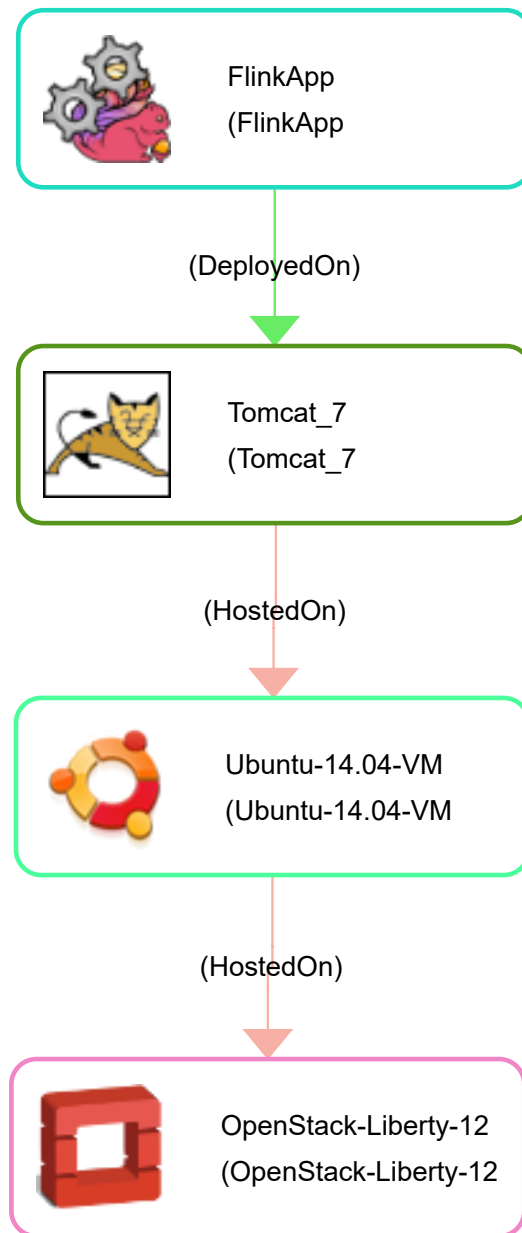 FlinkApp
(FlinkApp
(DeployedOn)
Tomcat_7
(Tomcat_7
(HostedOn)
Ubuntu-14.04-VM
(Ubuntu-14.04-VM
(HostedOn)
OpenStack-Liberty-12
(OpenStack-Liberty-12